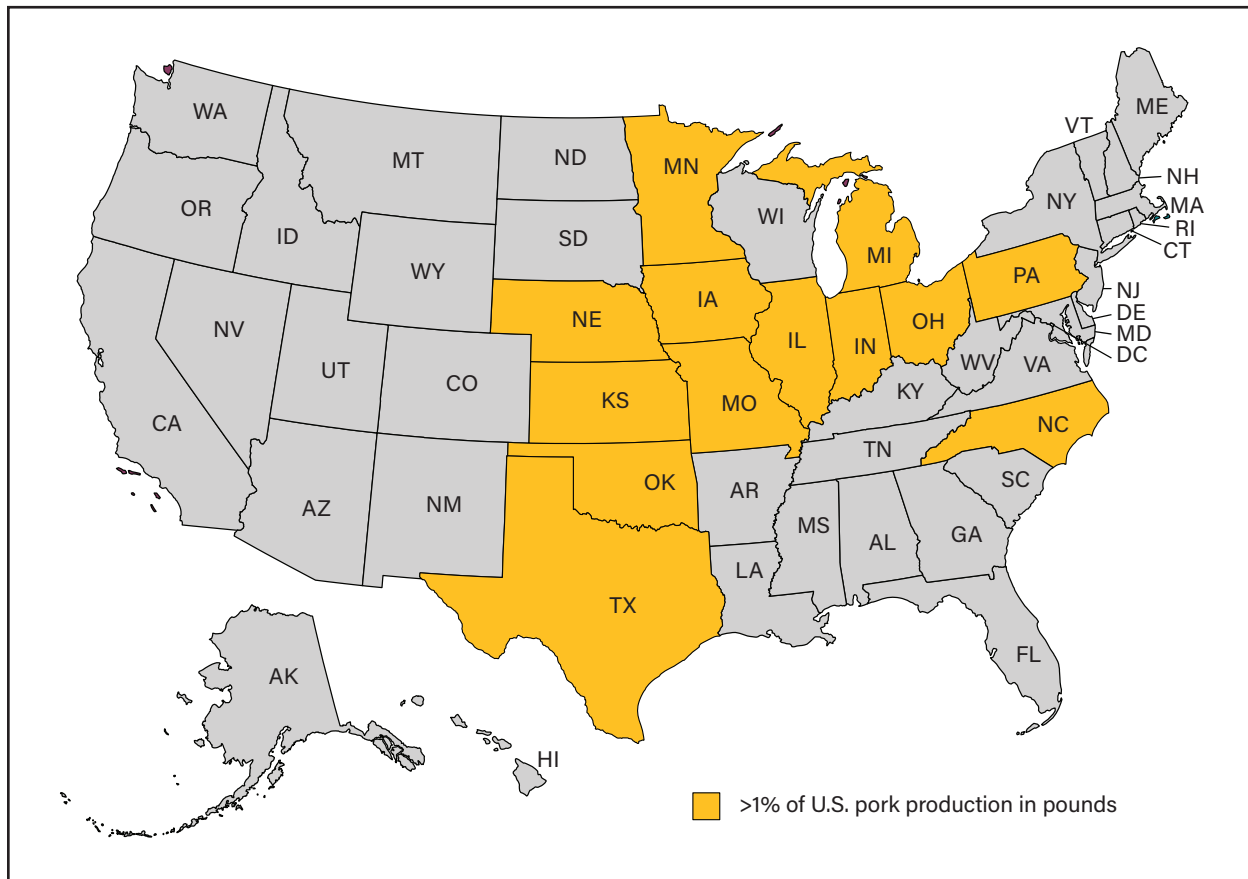 WA
MT
ND
MN
VT
ME
NH
OR
ID
SD
WI
NY
MA
RI
CT
WY
MI
PA
NV
NE
IA
NJ
UT
CO
IL
IN
OH
DE
MD
DC
WV
VA
CA
KS
MO
KY
NC
AZ
NM
OK
AR
TN
SC
MS
AL
GA
LA
TX
FL
AK
HI
>1% of U.S. pork production in pounds